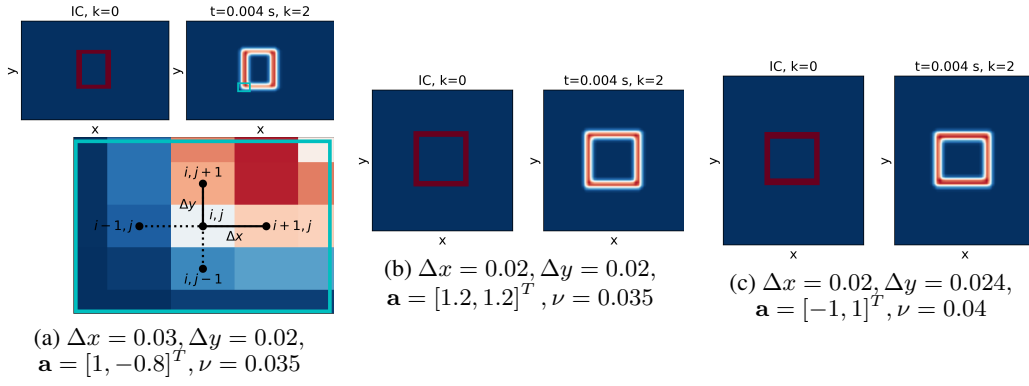 IC, k=0
t=0.004 s, k=2
y
y
x
x
i, j+1
Δy
i, j
i−1, j
i+1, j
Δx
i, j−1
(a) Δx = 0.03, Δy = 0.02,
𝐚 = [1, −0.8]^T, ν = 0.035
IC, k=0
t=0.004 s, k=2
y
y
x
x
(b) Δx = 0.02, Δy = 0.02,
𝐚 = [1.2, 1.2]^T, ν = 0.035
IC, k=0
t=0.004 s, k=2
y
y
x
x
(c) Δx = 0.02, Δy = 0.024,
𝐚 = [−1, 1]^T, ν = 0.04